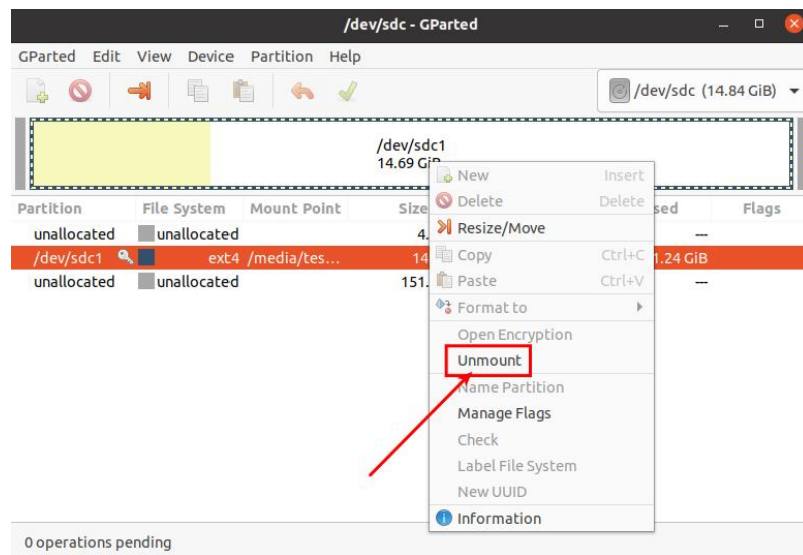 /dev/sdc - GParted
GParted Edit View Device Partition Help
/dev/sdc (14.84 GiB)
/dev/sdc1
14.69 GiB
Partition File System Mount Point Size sed Flags
unallocated unallocated 4. ---
/dev/sdc1 ext4 /media/tes... 14 1.24 GiB
unallocated unallocated 151. ---
New Insert
Delete Delete
Resize/Move
Copy Ctrl+C
Paste Ctrl+V
Format to
Open Encryption
Unmount
Name Partition
Manage Flags
Check
Label File System
New UUID
Information
0 operations pending